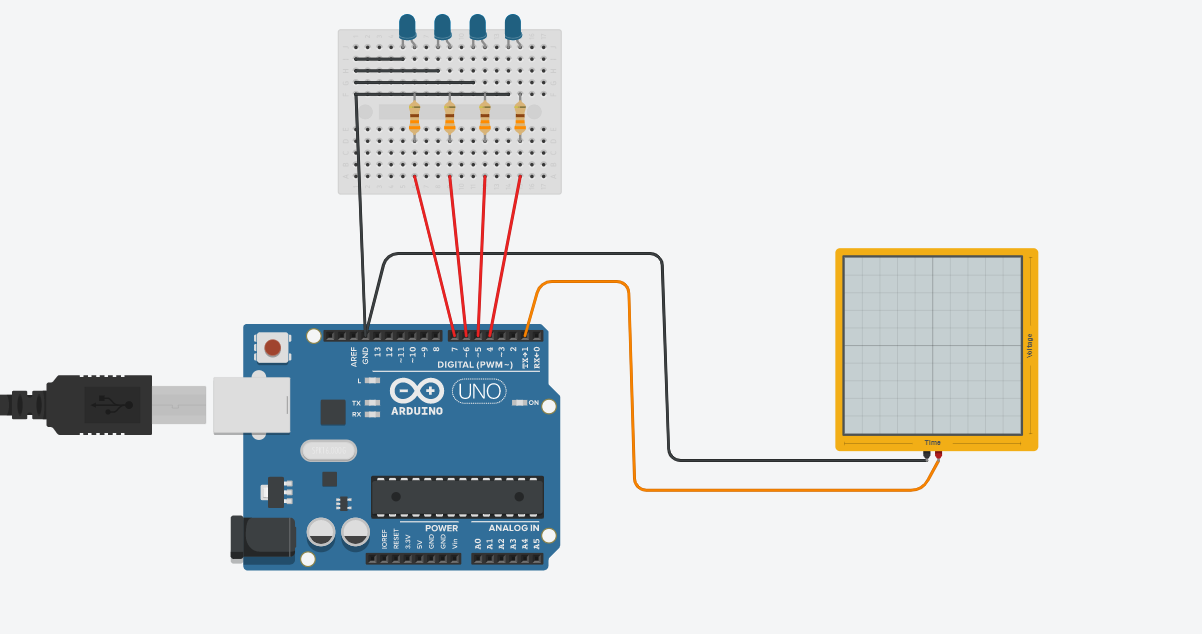 AREF
GND
13
12
~11
~10
~9
8
7
~6
~5
4
~3
2
TX→1
RX←0
DIGITAL (PWM~)
L
TX
RX
UNO
ARDUINO
ON
POWER
ANALOG IN
IOREF
RESET
3.3V
5V
GND
GND
Vin
A0
A1
A2
A3
A4
A5
Voltage
Time